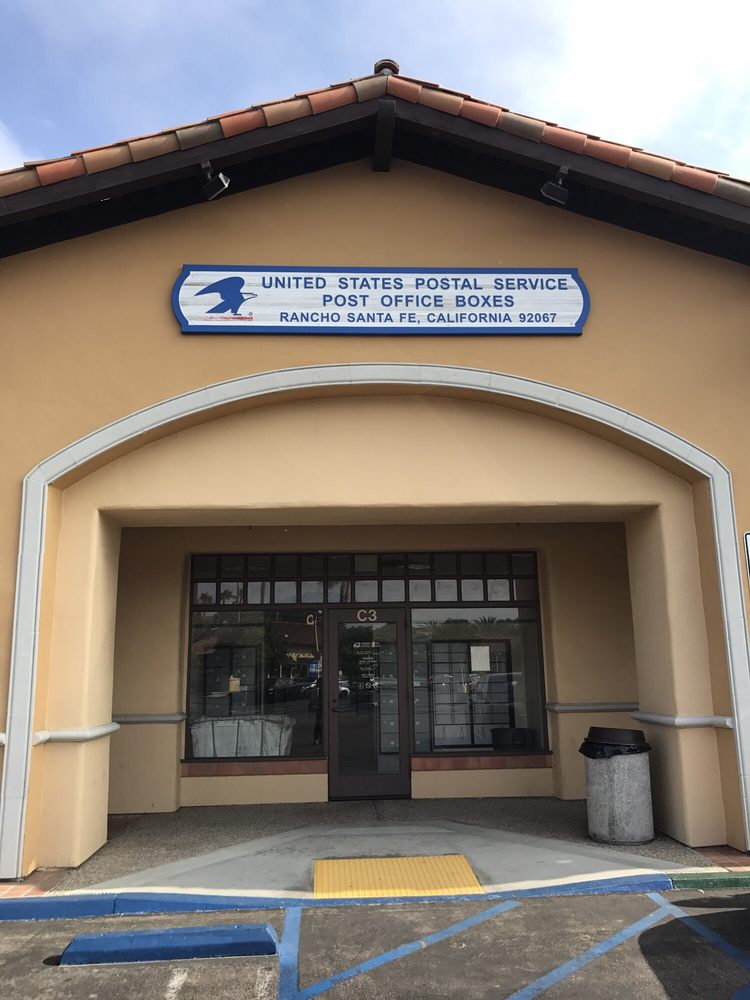 UNITED STATES POSTAL SERVICE
POST OFFICE BOXES
RANCHO SANTA FE, CALIFORNIA 92067
C3